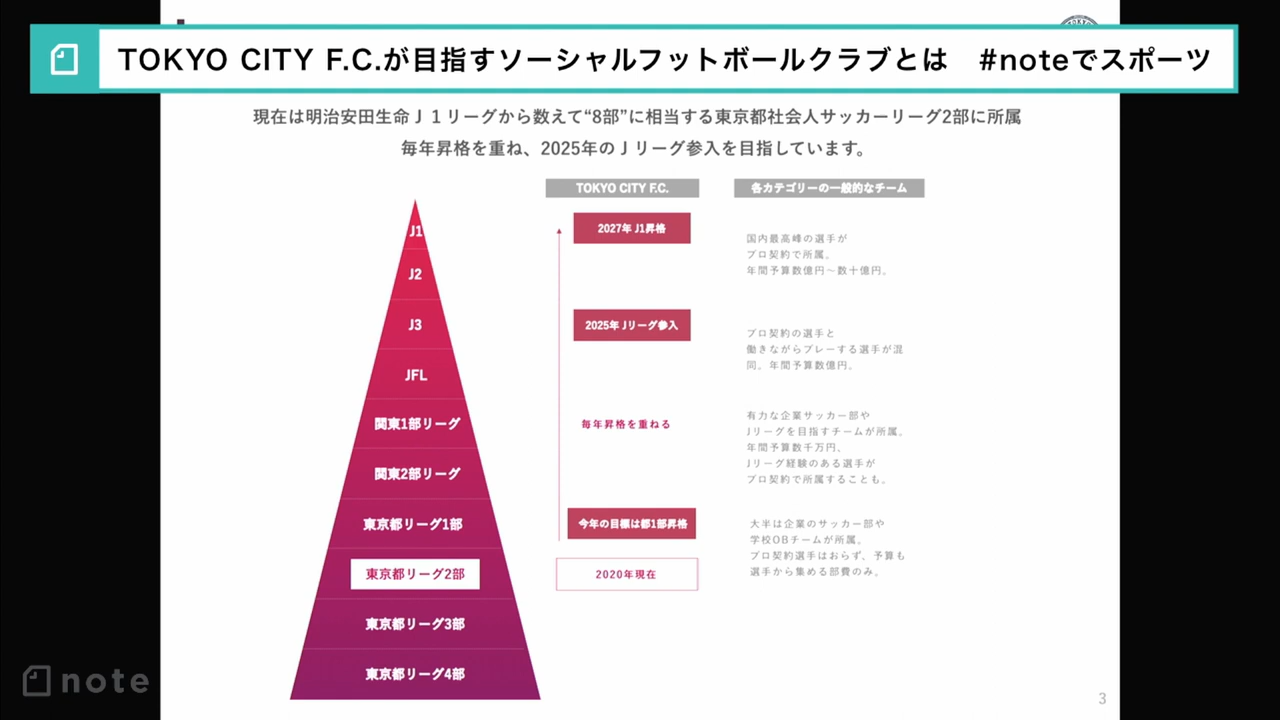 TOKYO CITY F.C.が目指すソーシャルフットボールクラブとは　#noteでスポーツ
現在は明治安田生命Ｊ１リーグから数えて“8部”に相当する東京都社会人サッカーリーグ2部に所属
毎年昇格を重ね、2025年のＪリーグ参入を目指しています。
TOKYO CITY F.C.
各カテゴリーの一般的なチーム
J1
2027年 J1昇格
国内最高峰の選手が
プロ契約で所属。
年間予算数億円～数十億円。
J2
J3
2025年 Jリーグ参入
プロ契約の選手と
働きながらプレーする選手が混
同。年間予算数億円。
JFL
関東1部リーグ
毎年昇格を重ねる
有力な企業サッカー部や
Jリーグを目指すチームが所属。
年間予算数千万円。
Jリーグ経験のある選手が
プロ契約で所属することも。
関東2部リーグ
東京都リーグ1部
今年の目標は都1部昇格
大半は企業のサッカー部や
学校OBチームが所属。
プロ契約選手はおらず、予算も
選手から集める部費のみ。
東京都リーグ2部
2020年現在
東京都リーグ3部
東京都リーグ4部
note
3